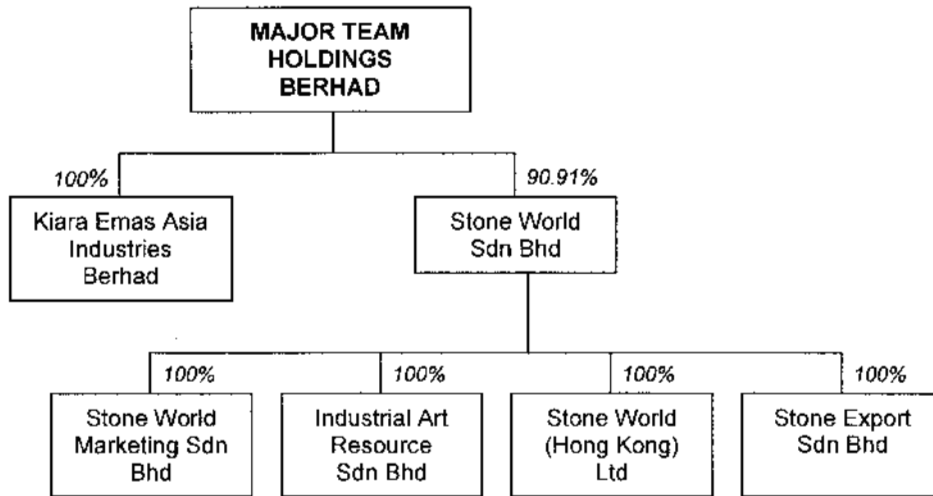 MAJOR TEAM
HOLDINGS
BERHAD
100%
90.91%
Kiara Emas Asia
Industries
Berhad
Stone World
Sdn Bhd
100%
100%
100%
100%
Stone World
Marketing Sdn
Bhd
Industrial Art
Resource
Sdn Bhd
Stone World
(Hong Kong)
Ltd
Stone Export
Sdn Bhd